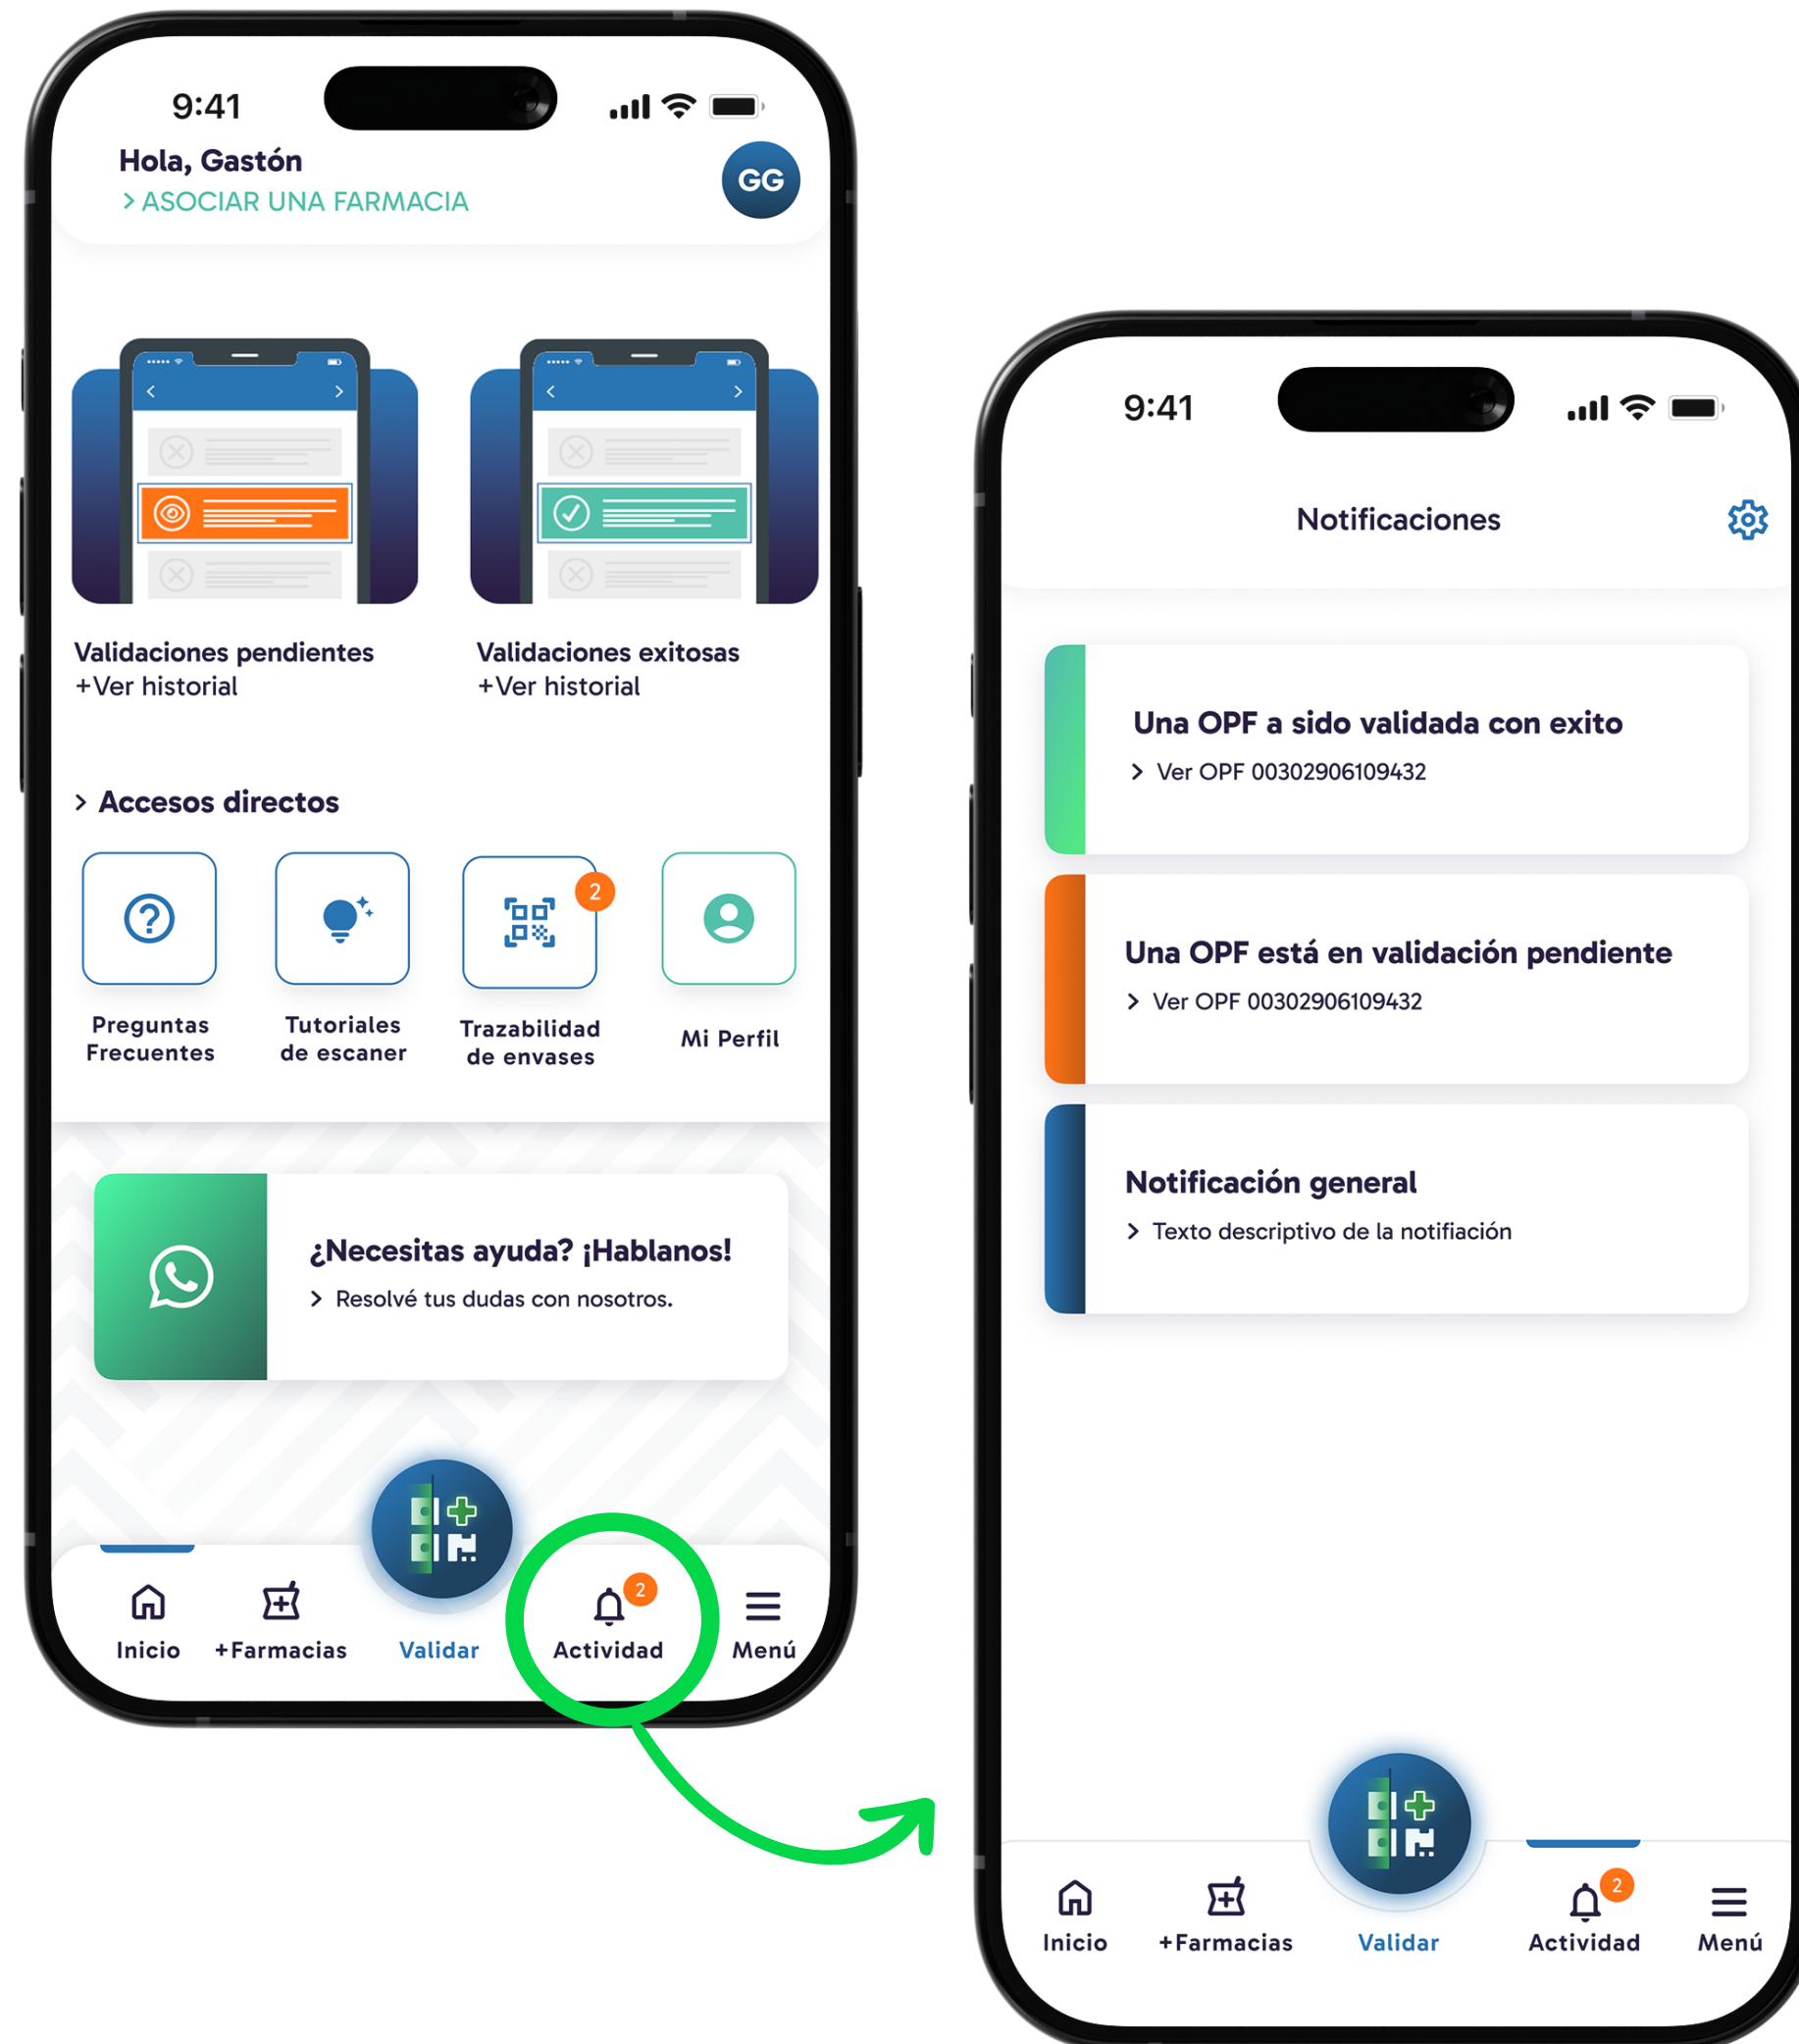 9:41
Hola, Gastón
> ASOCIAR UNA FARMACIA
GG
Validaciones pendientes
+Ver historial
Validaciones exitosas
+Ver historial
> Accesos directos
2
Preguntas
Frecuentes
Tutoriales
de escaner
Trazabilidad
de envases
Mi Perfil
¿Necesitas ayuda? ¡Hablanos!
> Resolvé tus dudas con nosotros.
2
Inicio
+Farmacias
Validar
Actividad
Menú
9:41
Notificaciones
Una OPF a sido validada con exito
> Ver OPF 00302906109432
Una OPF está en validación pendiente
> Ver OPF 00302906109432
Notificación general
> Texto descriptivo de la notifiación
2
Inicio
+Farmacias
Validar
Actividad
Menú